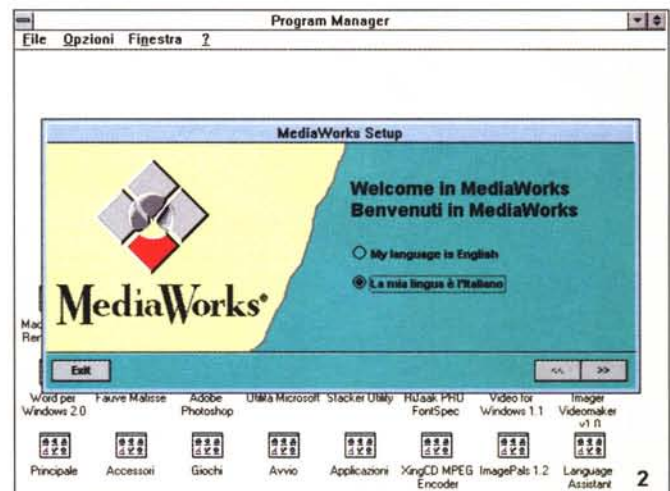 Program Manager
File Opzioni Finestra ?
MediaWorks Setup
Welcome in MediaWorks
Benvenuti in MediaWorks
My language is English
La mia lingua è l'Italiano
MediaWorks
Exit
<< >>
Word per Windows 2.0
Fauve Matisse
Adobe Photoshop
Utilità Microsoft
Stacker Utility
HiJaak PRO FontSpec
Video for Windows 1.1
Imager Videomaker v1.0
Principale
Accessori
Giochi
Avvio
Applicazioni
XingCD MPEG Encoder
ImagePals 1.2
Language Assistant
2